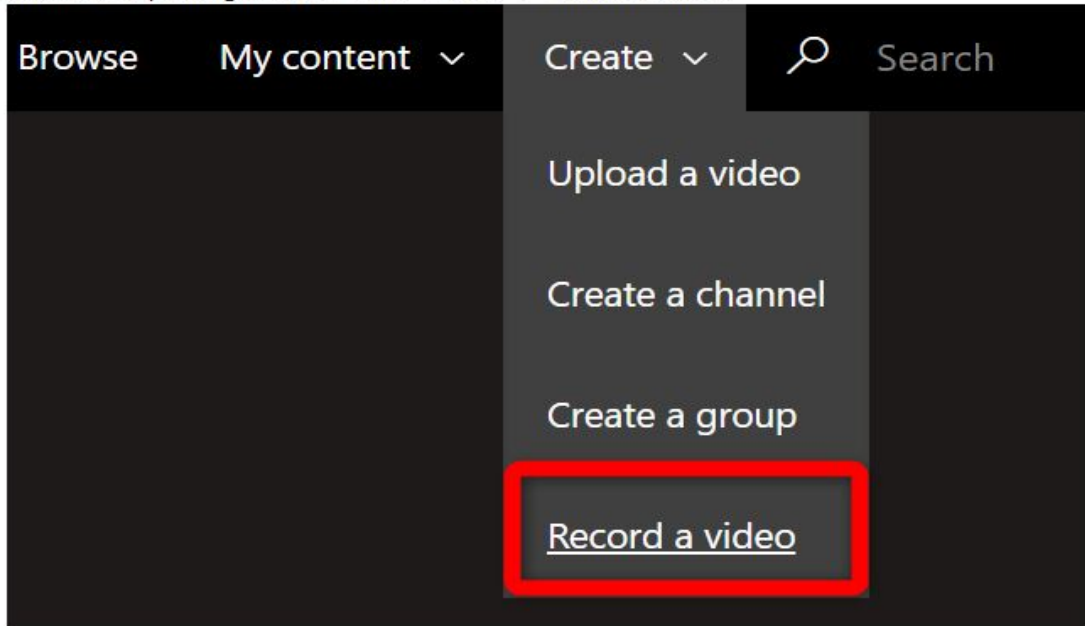 Browse My content Create Search
Upload a video
Create a channel
Create a group
Record a video